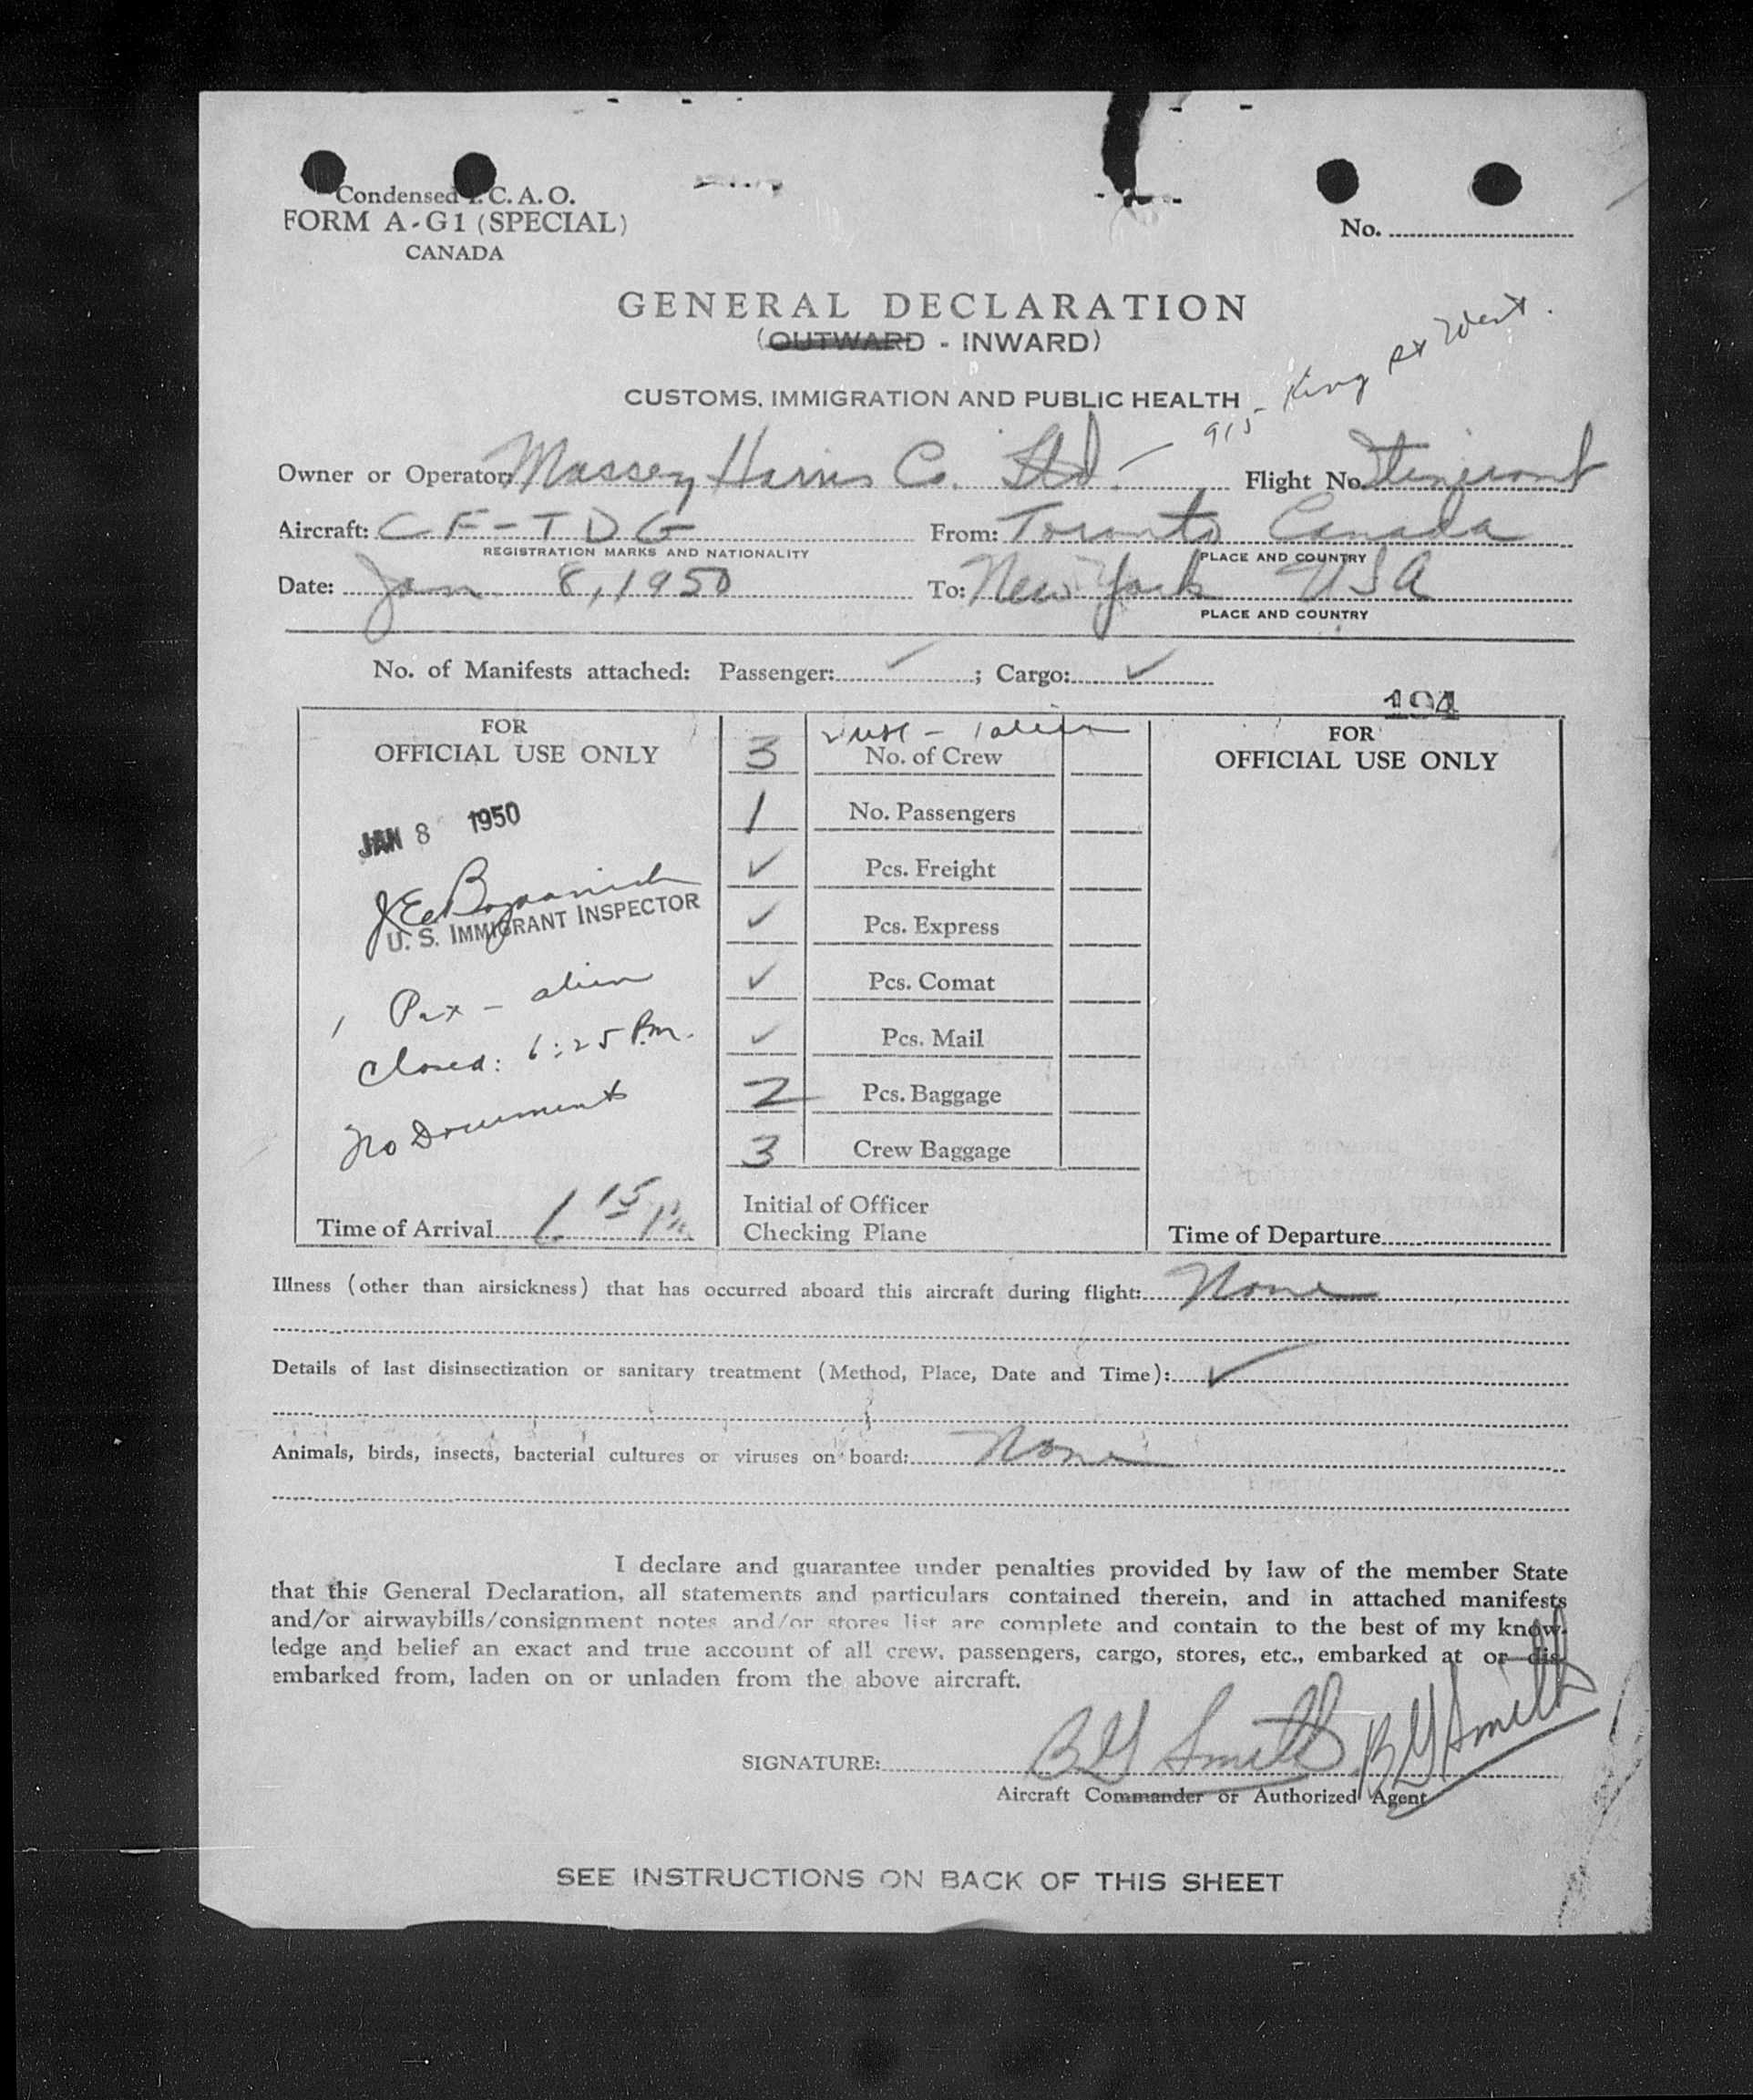 Condensed I.C.A.O.
FORM A-G1 (SPECIAL)
CANADA
No.
GENERAL DECLARATION
(OUTWARD - INWARD)
CUSTOMS, IMMIGRATION AND PUBLIC HEALTH
915 - King St West.
Owner or Operator: Massey Harris Co. Ltd. Flight No. Itinerant
Aircraft: CF-TDG From: Toronto Canada
REGISTRATION MARKS AND NATIONALITY PLACE AND COUNTRY
Date: Jan. 8, 1950 To: New York USA
PLACE AND COUNTRY
No. of Manifests attached: Passenger: ✓; Cargo: ✓
194
FOR
OFFICIAL USE ONLY
JAN 8 1950
U. S. IMMIGRANT INSPECTOR
1 Pax - alien
Closed: 6:25 P.m.
No Documents
Time of Arrival 6 15 Pm
2 USC - 1 alien
3 No. of Crew
1 No. Passengers
✓ Pcs. Freight
✓ Pcs. Express
✓ Pcs. Comat
✓ Pcs. Mail
2 Pcs. Baggage
3 Crew Baggage
Initial of Officer
Checking Plane
FOR
OFFICIAL USE ONLY
Time of Departure
Illness (other than airsickness) that has occurred aboard this aircraft during flight: None
Details of last disinsectization or sanitary treatment (Method, Place, Date and Time): ✓
Animals, birds, insects, bacterial cultures or viruses on board: None
I declare and guarantee under penalties provided by law of the member State
that this General Declaration, all statements and particulars contained therein, and in attached manifests
and/or airwaybills/consignment notes and/or stores list are complete and contain to the best of my know-
ledge and belief an exact and true account of all crew, passengers, cargo, stores, etc., embarked at or dis-
embarked from, laden on or unladen from the above aircraft.
SIGNATURE: BG Smith BG Smith
Aircraft Commander or Authorized Agent
SEE INSTRUCTIONS ON BACK OF THIS SHEET